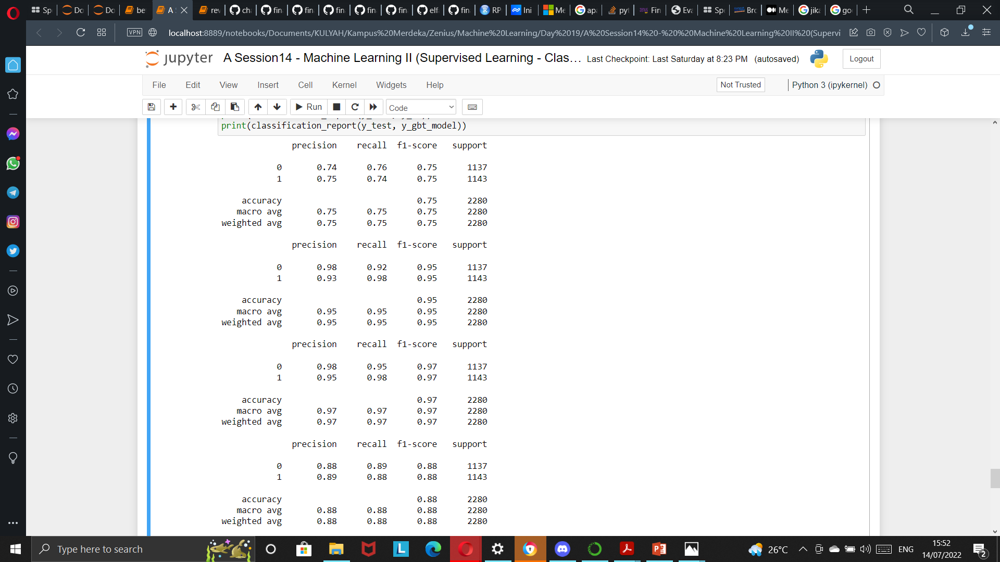 Sp
Do
Do
be
A
rev
cha
fin
fin
fin
fin
fin
elf
fin
RP
Ini
Me
apa
pyt
Fin
Eva
Spe
Bro
Me
jika
go
VPN
localhost:8889/notebooks/Documents/KULYAH/Kampus%20Merdeka/Zenius/Machine%20Learning/Day%2019/A%20Session14%20-%20%20Machine%20Learning%20II%20(Supervi
jupyter A Session14 - Machine Learning II (Supervised Learning - Clas… Last Checkpoint: Last Saturday at 8:23 PM (autosaved)
Logout
File Edit View Insert Cell Kernel Widgets Help
Not Trusted
Python 3 (ipykernel)
Run
Code
print(classification_report(y_test, y_gbt_model))
precision recall f1-score support
0 0.74 0.76 0.75 1137
1 0.75 0.74 0.75 1143
accuracy 0.75 2280
macro avg 0.75 0.75 0.75 2280
weighted avg 0.75 0.75 0.75 2280
precision recall f1-score support
0 0.98 0.92 0.95 1137
1 0.93 0.98 0.95 1143
accuracy 0.95 2280
macro avg 0.95 0.95 0.95 2280
weighted avg 0.95 0.95 0.95 2280
precision recall f1-score support
0 0.98 0.95 0.97 1137
1 0.95 0.98 0.97 1143
accuracy 0.97 2280
macro avg 0.97 0.97 0.97 2280
weighted avg 0.97 0.97 0.97 2280
precision recall f1-score support
0 0.88 0.89 0.88 1137
1 0.89 0.88 0.88 1143
accuracy 0.88 2280
macro avg 0.88 0.88 0.88 2280
weighted avg 0.88 0.88 0.88 2280
Type here to search
26°C
ENG
15:52
14/07/2022
2